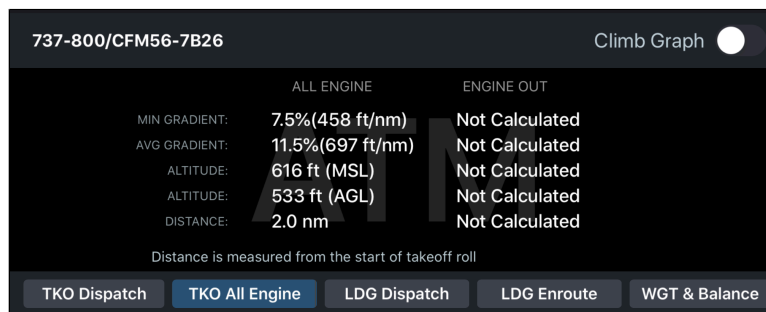 737-800/CFM56-7B26 Climb Graph
ALL ENGINE ENGINE OUT
MIN GRADIENT: 7.5%(458 ft/nm) Not Calculated
AVG GRADIENT: 11.5%(697 ft/nm) Not Calculated
ALTITUDE: 616 ft (MSL) Not Calculated
ALTITUDE: 533 ft (AGL) Not Calculated
DISTANCE: 2.0 nm Not Calculated
ATM
Distance is measured from the start of takeoff roll
TKO Dispatch TKO All Engine LDG Dispatch LDG Enroute WGT & Balance